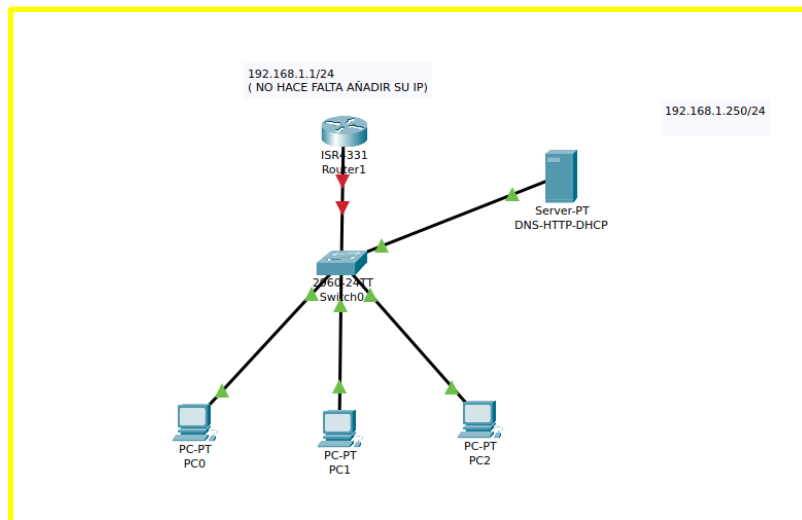 192.168.1.1/24
( NO HACE FALTA AÑADIR SU IP)
192.168.1.250/24
ISR4331
Router1
Server-PT
DNS-HTTP-DHCP
2960-24TT
Switch0
PC-PT
PC0
PC-PT
PC1
PC-PT
PC2